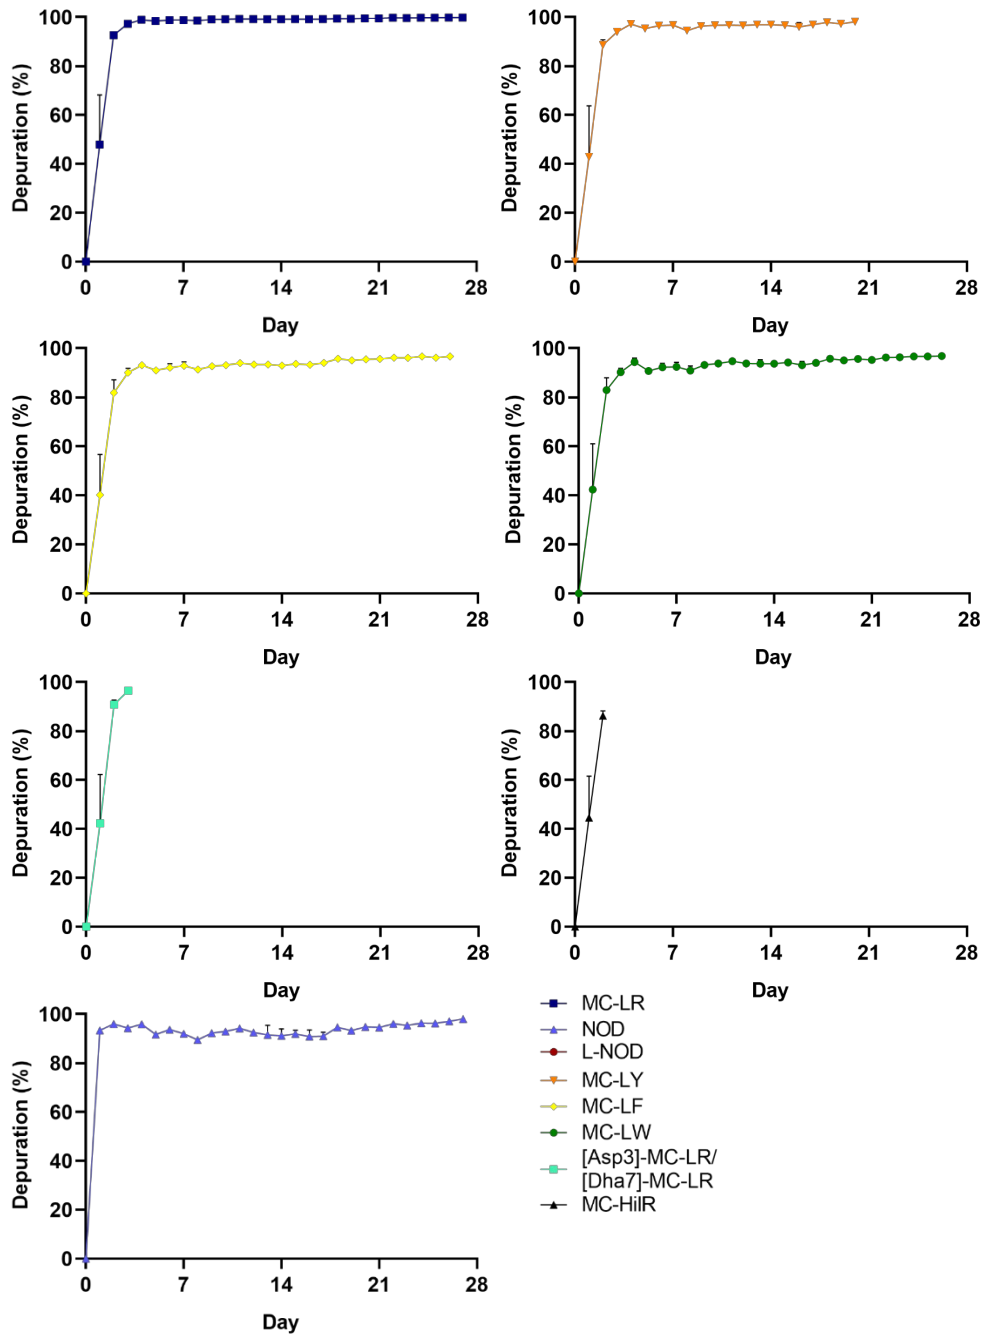 100
80
60
40
20
0
Depuration (%)
0 7 14 21 28
Day
100
80
60
40
20
0
Depuration (%)
0 7 14 21 28
Day
100
80
60
40
20
0
Depuration (%)
0 7 14 21 28
Day
100
80
60
40
20
0
Depuration (%)
0 7 14 21 28
Day
100
80
60
40
20
0
Depuration (%)
0 7 14 21 28
Day
100
80
60
40
20
0
Depuration (%)
0 7 14 21 28
Day
100
80
60
40
20
0
Depuration (%)
0 7 14 21 28
Day
MC-LR
NOD
L-NOD
MC-LY
MC-LF
MC-LW
[Asp3]-MC-LR/
[Dha7]-MC-LR
MC-HilR